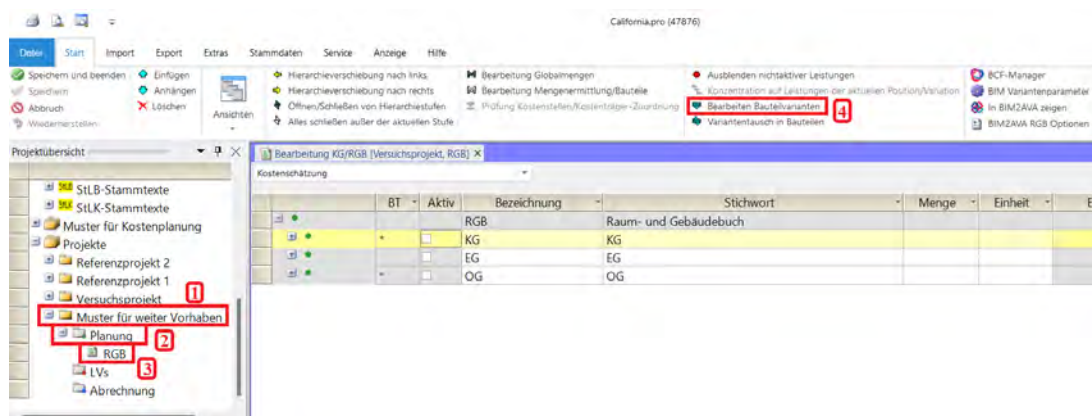 California.pro (47876)
Datei Start Import Export Extras Stammdaten Service Anzeige Hilfe
Speichern und beenden Einfügen Hierarchieverschiebung nach links Bearbeitung Globalmengen Ausblenden nichtaktiver Leistungen BCF-Manager
Speichern Anhängen Hierarchieverschiebung nach rechts Bearbeitung Mengenermittlung/Bauteile Konzentration auf Leistungen der aktuellen Position/Variation BIM Variantenparameter
Abbruch Löschen Ansichten Öffnen/Schließen von Hierarchiestufen Prüfung Kostenstellen/Kostenträger-Zuordnung Bearbeiten Bauteilvarianten 4 In BIM2AVA zeigen
Wiederherstellen Alles schließen außer der aktuellen Stufe Variantentausch in Bauteilen BIM2AVA RGB Optionen
Projektübersicht Bearbeitung KG/RGB [Versuchsprojekt, RGB]
Kostenschätzung
StLB-Stammtexte
StLK-Stammtexte
Muster für Kostenplanung
Projekte
Referenzprojekt 2
Referenzprojekt 1
Versuchsprojekt 1
Muster für weiter Vorhaben
Planung 2
RGB 3
LVs
Abrechnung
BT Aktiv Bezeichnung Stichwort Menge Einheit E
RGB Raum- und Gebäudebuch
* KG KG
EG EG
* OG OG